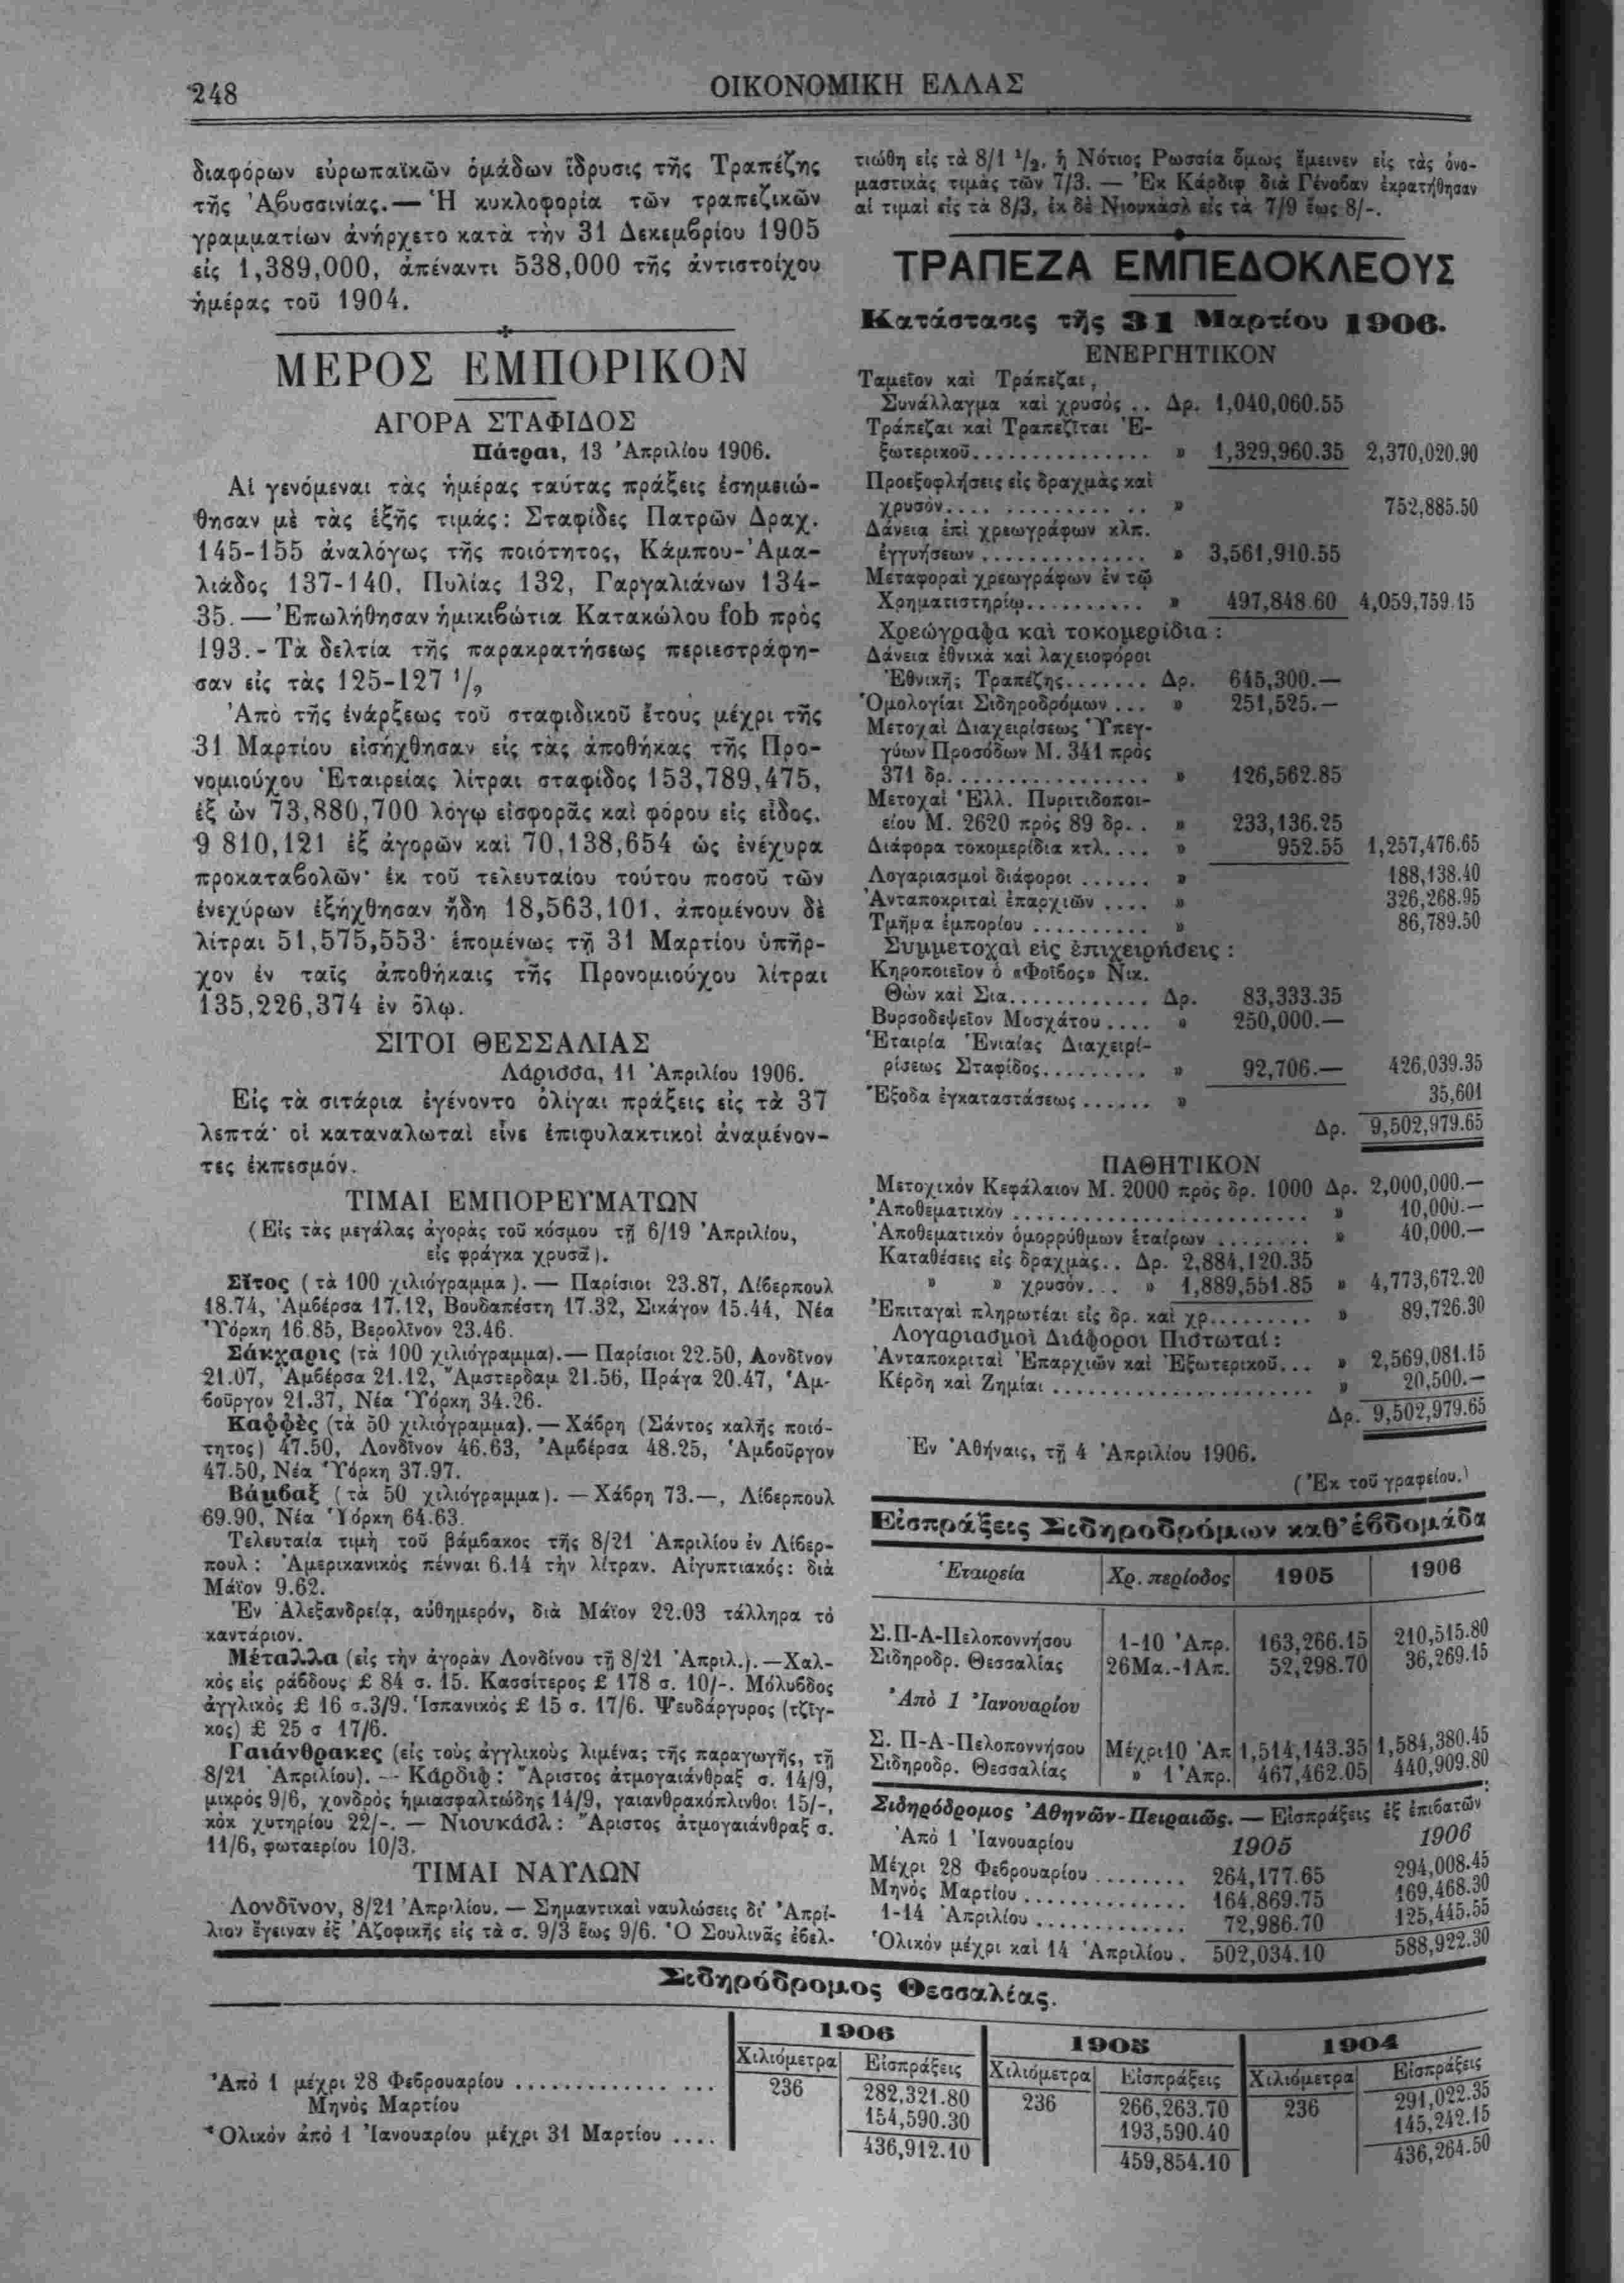 248
ΟΙΚΟΝΟΜΙΚΗ ΕΛΛΑΣ
διαφόρων εὐρωπαϊκῶν ὁμάδων ἵδρυσις τῆς Τραπέζης
τῆς Ἀβυσσινίας.— Ἡ κυκλοφορία τῶν τραπεζικῶν
γραμματίων ἀνήρχετο κατὰ τὴν 31 Δεκεμβρίου 1905
εἰς 1,389,000, ἀπέναντι 538,000 τῆς ἀντιστοίχου
ἡμέρας τοῦ 1904.
ΜΕΡΟΣ ΕΜΠΟΡΙΚΟΝ
ΑΓΟΡΑ ΣΤΑΦΙΔΟΣ
Πάτραι, 13 Ἀπριλίου 1906.
Αἱ γενόμεναι τὰς ἡμέρας ταύτας πράξεις ἐσημειώ-
θησαν μὲ τὰς ἑξῆς τιμάς: Σταφίδες Πατρῶν Δραχ.
145-155 ἀναλόγως τῆς ποιότητος, Κάμπου-Ἀμα-
λιάδος 137-140, Πυλίας 132, Γαργαλιάνων 134-
35.— Ἐπωλήθησαν ἡμικιβώτια Κατακώλου fob πρὸς
193.- Τὰ δελτία τῆς παρακρατήσεως περιεστράφη-
σαν εἰς τὰς 125-127 1/2
Ἀπὸ τῆς ἐνάρξεως τοῦ σταφιδικοῦ ἔτους μέχρι τῆς
31 Μαρτίου εἰσήχθησαν εἰς τὰς ἀποθήκας τῆς Προ-
νομιούχου Ἑταιρείας λίτραι σταφίδος 153,789,475,
ἐξ ὧν 73,880,700 λόγῳ εἰσφορᾶς καὶ φόρου εἰς εἶδος,
9 810,121 ἐξ ἀγορῶν καὶ 70,138,654 ὡς ἐνέχυρα
προκαταβολῶν· ἐκ τοῦ τελευταίου τούτου ποσοῦ τῶν
ἐνεχύρων ἐξήχθησαν ἤδη 18,563,101, ἀπομένουν δὲ
λίτραι 51,575,553· ἑπομένως τῇ 31 Μαρτίου ὑπῆρ-
χον ἐν ταῖς ἀποθήκαις τῆς Προνομιούχου λίτραι
135,226,374 ἐν ὅλῳ.
ΣΙΤΟΙ ΘΕΣΣΑΛΙΑΣ
Λάρισσα, 11 Ἀπριλίου 1906.
Εἰς τὰ σιτάρια ἐγένοντο ὀλίγαι πράξεις εἰς τὰ 37
λεπτά· οἱ καταναλωταὶ εἶνε ἐπιφυλακτικοὶ ἀναμένον-
τες ἐκπεσμόν.
ΤΙΜΑΙ ΕΜΠΟΡΕΥΜΑΤΩΝ
(Εἰς τὰς μεγάλας ἀγορὰς τοῦ κόσμου τῇ 6/19 Ἀπριλίου,
εἰς φράγκα χρυσᾶ).
Σῖτος (τὰ 100 χιλιόγραμμα).— Παρίσιοι 23.87, Λίβερπουλ
18.74, Ἀμβέρσα 17.12, Βουδαπέστη 17.32, Σικάγον 15.44, Νέα
Ὑόρκη 16.85, Βερολῖνον 23.46.
Σάκχαρις (τὰ 100 χιλιόγραμμα).— Παρίσιοι 22.50, Λονδῖνον
21.07, Ἀμβέρσα 21.12, Ἄμστερδαμ 21.56, Πράγα 20.47, Ἁμ-
βοῦργον 21.37, Νέα Ὑόρκη 34.26.
Καφφὲς (τὰ 50 χιλιόγραμμα).— Χάβρη (Σάντος καλῆς ποιό-
τητος) 47.50, Λονδῖνον 46.63, Ἀμβέρσα 48.25, Ἁμβοῦργον
47.50, Νέα Ὑόρκη 37.97.
Βάμβαξ (τὰ 50 χιλιόγραμμα).— Χάβρη 73.—, Λίβερπουλ
69.90, Νέα Ὑόρκη 64.63.
Τελευταία τιμὴ τοῦ βάμβακος τῆς 8/21 Ἀπριλίου ἐν Λίβερ-
πουλ: Ἀμερικανικός πένναι 6.14 τὴν λίτραν. Αἰγυπτιακός: διὰ
Μάϊον 9.62.
Ἐν Ἀλεξανδρείᾳ, αὐθημερόν, διὰ Μάϊον 22.03 τάλληρα τὸ
καντάριον.
Μέταλλα (εἰς τὴν ἀγορὰν Λονδίνου τῇ 8/21 Ἀπριλ.).—Χαλ-
κὸς εἰς ράβδους £ 84 σ. 15. Κασσίτερος £ 178 σ. 10/-. Μόλυβδος
ἀγγλικὸς £ 16 σ.3/9. Ἱσπανικὸς £ 15 σ. 17/6. Ψευδάργυρος (τζίγ-
κος) £ 25 σ 17/6.
Γαιάνθρακες (εἰς τοὺς ἀγγλικοὺς λιμένας τῆς παραγωγῆς, τῇ
8/21 Ἀπριλίου).— Κάρδιφ: Ἄριστος ἀτμογαιάνθραξ σ. 14/9,
μικρὸς 9/6, χονδρὸς ἡμιασφαλτώδης 14/9, γαιανθρακόπλινθοι 15/-,
κὸκ χυτηρίου 22/-. — Νιουκάσλ: Ἄριστος ἀτμογαιάνθραξ σ.
11/6, φωταερίου 10/3.
ΤΙΜΑΙ ΝΑΥΛΩΝ
Λονδῖνον, 8/21 Ἀπριλίου.— Σημαντικαὶ ναυλώσεις δι' Ἀπρί-
λιον ἔγειναν ἐξ Ἀζοφικῆς εἰς τὰ σ. 9/3 ἕως 9/6. Ὁ Σουλινᾶς ἐβελ-
τιώθη εἰς τὰ 8/1 1/2, ἡ Νότιος Ρωσσία ὅμως ἔμεινεν εἰς τὰς ὀνο-
μαστικὰς τιμὰς τῶν 7/3. — Ἐκ Κάρδιφ διὰ Γένοβαν ἐκρατήθησαν
αἱ τιμαὶ εἰς τὰ 8/3, ἐκ δὲ Νιουκάσλ εἰς τὰ 7/9 ἕως 8/-.
ΤΡΑΠΕΖΑ ΕΜΠΕΔΟΚΛΕΟΥΣ
Κατάστασις τῆς 31 Μαρτίου 1906.
ΕΝΕΡΓΗΤΙΚΟΝ
Ταμεῖον καὶ Τράπεζαι,
Συνάλλαγμα καὶ χρυσός .. Δρ. 1,040,060.55
Τράπεζαι καὶ Τραπεζῖται Ἐ-
ξωτερικοῦ............... » 1,329,960.35 2,370,020.90
Προεξοφλήσεις εἰς δραχμὰς καὶ
χρυσόν.... .......... .. » 752,885.50
Δάνεια ἐπὶ χρεωγράφων κλπ.
ἐγγυήσεων .............. » 3,561,910.55
Μεταφοραὶ χρεωγράφων ἐν τῷ
Χρηματιστηρίῳ.......... » 497,848.60 4,059,759.15
Χρεώγραφα καὶ τοκομερίδια :
Δάνεια ἐθνικὰ καὶ λαχειοφόροι
Ἐθνικῆς Τραπέζης....... Δρ. 645,300.—
Ὁμολογίαι Σιδηροδρόμων ... » 251,525.—
Μετοχαὶ Διαχειρίσεως Ὑπεγ-
γύων Προσόδων Μ. 341 πρὸς
371 δρ................. » 126,562.85
Μετοχαὶ Ἑλλ. Πυριτιδοποι-
είου Μ. 2620 πρὸς 89 δρ. . » 233,136.25
Διάφορα τοκομερίδια κτλ.... » 952.55 1,257,476.65
Λογαριασμοὶ διάφοροι ...... » 188,138.40
Ἀνταποκριταὶ ἐπαρχιῶν .... » 326,268.95
Τμῆμα ἐμπορίου .......... » 86,789.50
Συμμετοχαὶ εἰς ἐπιχειρήσεις :
Κηροποιεῖον ὁ «Φοῖβος» Νικ.
Θὼν καὶ Σια............. Δρ. 83,333.35
Βυρσοδεψεῖον Μοσχάτου .... » 250,000.—
Ἑταιρία Ἑνιαίας Διαχειρί-
ρίσεως Σταφίδος.......... » 92,706.— 426,039.35
Ἔξοδα ἐγκαταστάσεως ...... » 35,601
Δρ. 9,502,979.65
ΠΑΘΗΤΙΚΟΝ
Μετοχικόν Κεφάλαιον Μ. 2000 πρὸς δρ. 1000 Δρ. 2,000,000.—
Ἀποθεματικὸν .......................... » 10,000.—
Ἀποθεματικὸν ὁμορρύθμων ἑταίρων ........ » 40,000.—
Καταθέσεις εἰς δραχμὰς.. Δρ. 2,884,120.35
» » χρυσόν... » 1,889,551.85 » 4,773,672.20
Ἐπιταγαὶ πληρωτέαι εἰς δρ. καὶ χρ.......... » 89,726.30
Λογαριασμοὶ Διάφοροι Πιστωταί:
Ἀνταποκριταὶ Ἐπαρχιῶν καὶ Ἐξωτερικοῦ... » 2,569,081.15
Κέρδη καὶ Ζημίαι ....................... » 20,500.—
Δρ. 9,502,979.65
Ἐν Ἀθήναις, τῇ 4 Ἀπριλίου 1906.
(Ἐκ τοῦ γραφείου.)
Εἰσπράξεις Σιδηροδρόμων καθ' ἑβδομάδα
Ἑταιρεία Χρ. περίοδος 1905 1906
Σ.Π-Α-Πελοποννήσου 1-10 Ἀπρ. 163,266.15 210,515.80
Σιδηροδρ. Θεσσαλίας 26Μα.-1Απ. 52,298.70 36,269.15
Ἀπὸ 1 Ἰανουαρίου
Σ. Π-Α-Πελοποννήσου Μέχρι10 Ἀπ 1,514,143.35 1,584,380.45
Σιδηροδρ. Θεσσαλίας » 1 Ἀπρ. 467,462.05 440,909.80
Σιδηρόδρομος Ἀθηνῶν-Πειραιῶς.— Εἰσπράξεις ἐξ ἐπιβατῶν
Ἀπὸ 1 Ἰανουαρίου 1905 1906
Μέχρι 28 Φεβρουαρίου ........ 264,177.65 294,008.45
Μηνὸς Μαρτίου .............. 164,869.75 169,468.30
1-14 Ἀπριλίου ............. 72,986.70 125,445.55
Ὁλικὸν μέχρι καὶ 14 Ἀπριλίου . 502,034.10 588,922.30
Σιδηρόδρομος Θεσσαλίας.
1906 1905 1904
Χιλιόμετρα Εἰσπράξεις Χιλιόμετρα Εἰσπράξεις Χιλιόμετρα Εἰσπράξεις
Ἀπὸ 1 μέχρι 28 Φεβρουαρίου ................ 236 282,321.80 236 266,263.70 236 291,022.35
Μηνὸς Μαρτίου 154,590.30 193,590.40 145,242.15
Ὁλικὸν ἀπὸ 1 Ἰανουαρίου μέχρι 31 Μαρτίου .... 436,912.10 459,854.10 436,264.50